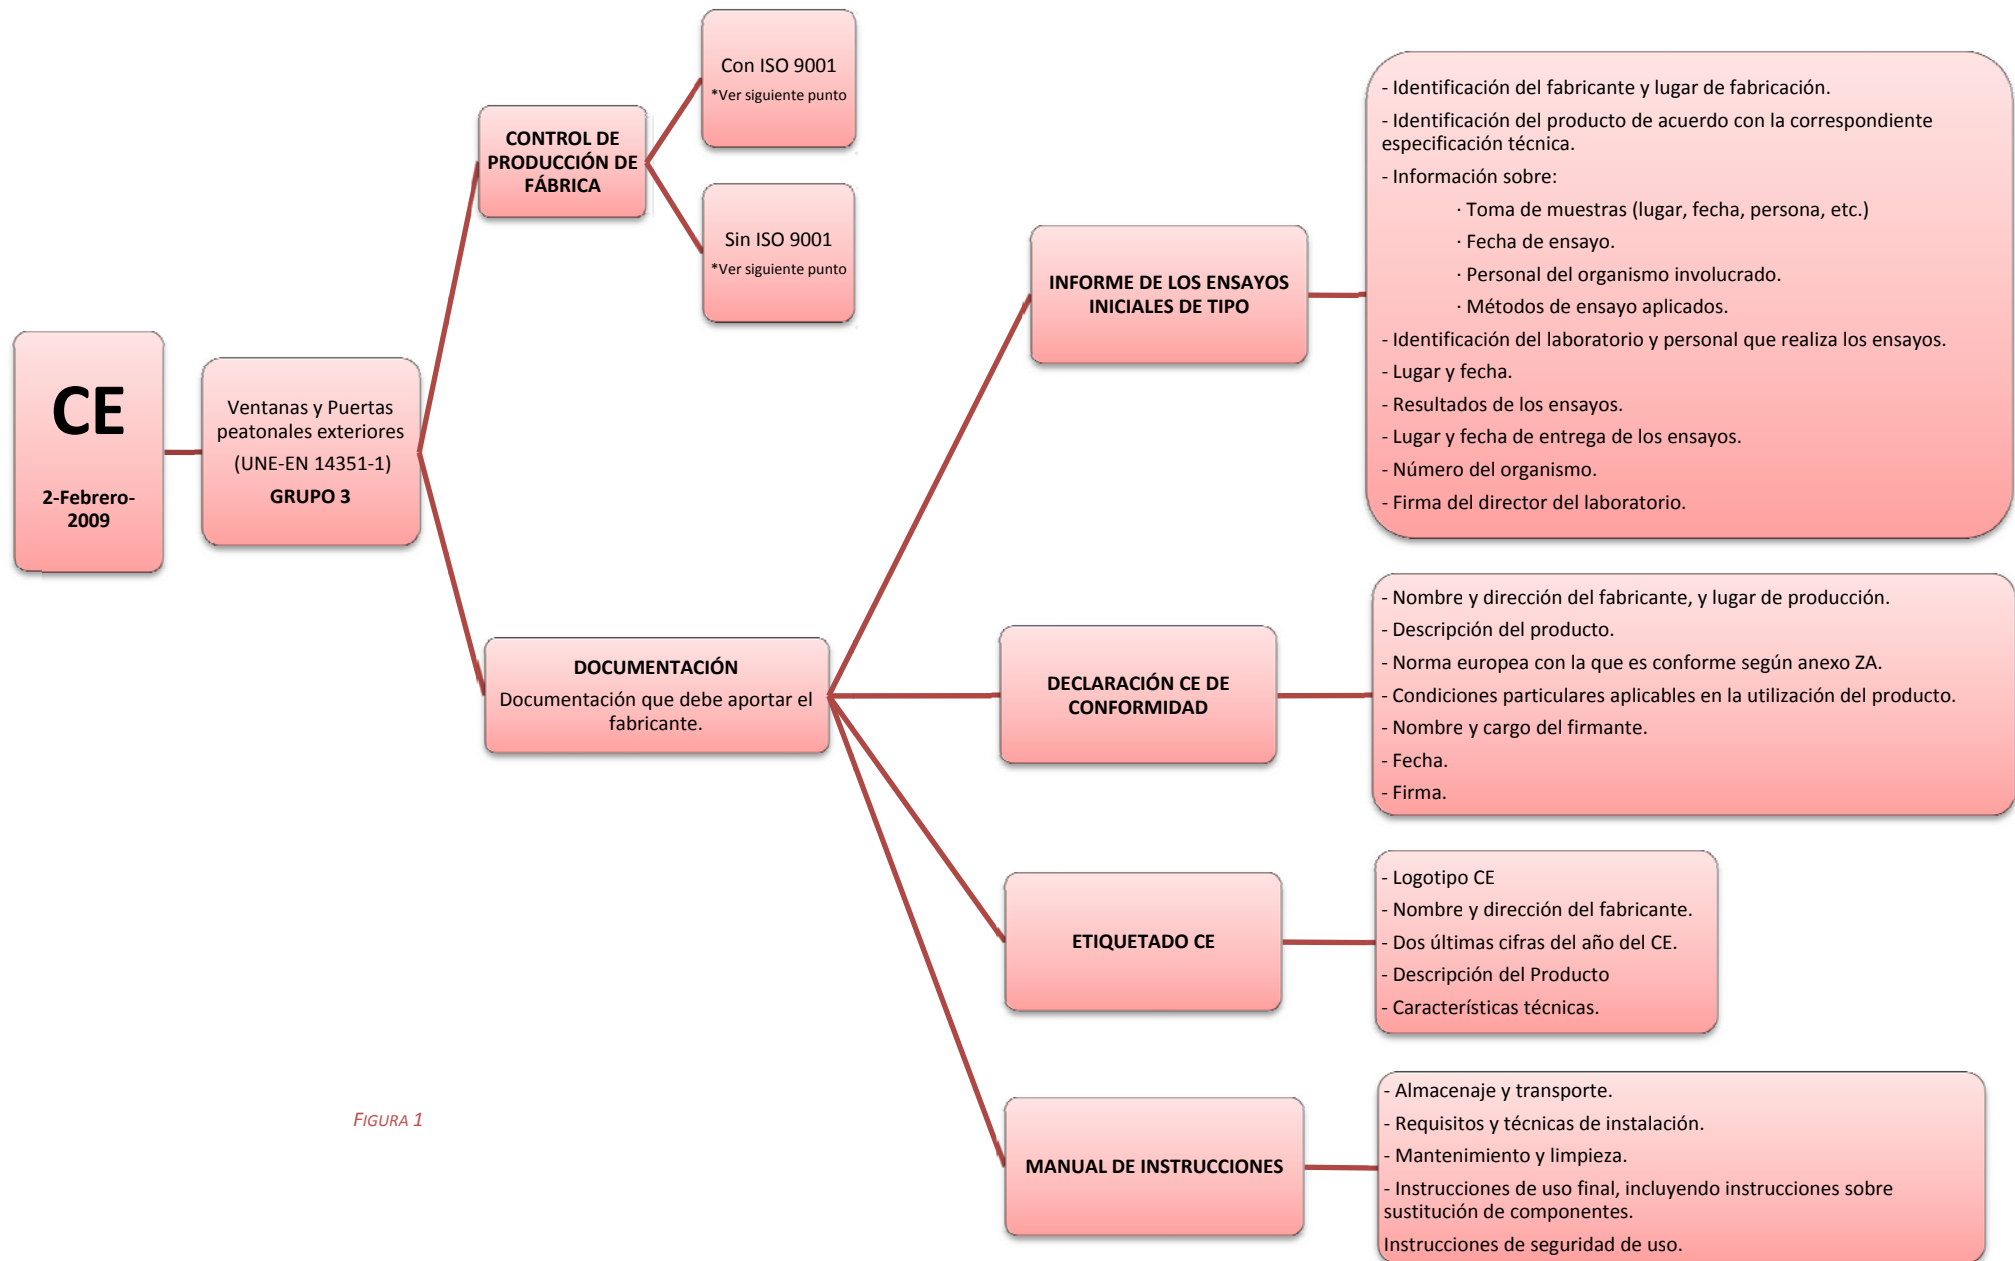 CE
2-Febrero-
2009
Ventanas y Puertas
peatonales exteriores
(UNE-EN 14351-1)
GRUPO 3
CONTROL DE
PRODUCCIÓN DE
FÁBRICA
Con ISO 9001
*Ver siguiente punto
Sin ISO 9001
*Ver siguiente punto
DOCUMENTACIÓN
Documentación que debe aportar el
fabricante.
INFORME DE LOS ENSAYOS
INICIALES DE TIPO
- Identificación del fabricante y lugar de fabricación.
- Identificación del producto de acuerdo con la correspondiente
especificación técnica.
- Información sobre:
· Toma de muestras (lugar, fecha, persona, etc.)
· Fecha de ensayo.
· Personal del organismo involucrado.
· Métodos de ensayo aplicados.
- Identificación del laboratorio y personal que realiza los ensayos.
- Lugar y fecha.
- Resultados de los ensayos.
- Lugar y fecha de entrega de los ensayos.
- Número del organismo.
- Firma del director del laboratorio.
DECLARACIÓN CE DE
CONFORMIDAD
- Nombre y dirección del fabricante, y lugar de producción.
- Descripción del producto.
- Norma europea con la que es conforme según anexo ZA.
- Condiciones particulares aplicables en la utilización del producto.
- Nombre y cargo del firmante.
- Fecha.
- Firma.
ETIQUETADO CE
- Logotipo CE
- Nombre y dirección del fabricante.
- Dos últimas cifras del año del CE.
- Descripción del Producto
- Características técnicas.
MANUAL DE INSTRUCCIONES
- Almacenaje y transporte.
- Requisitos y técnicas de instalación.
- Mantenimiento y limpieza.
- Instrucciones de uso final, incluyendo instrucciones sobre
sustitución de componentes.
Instrucciones de seguridad de uso.
FIGURA 1